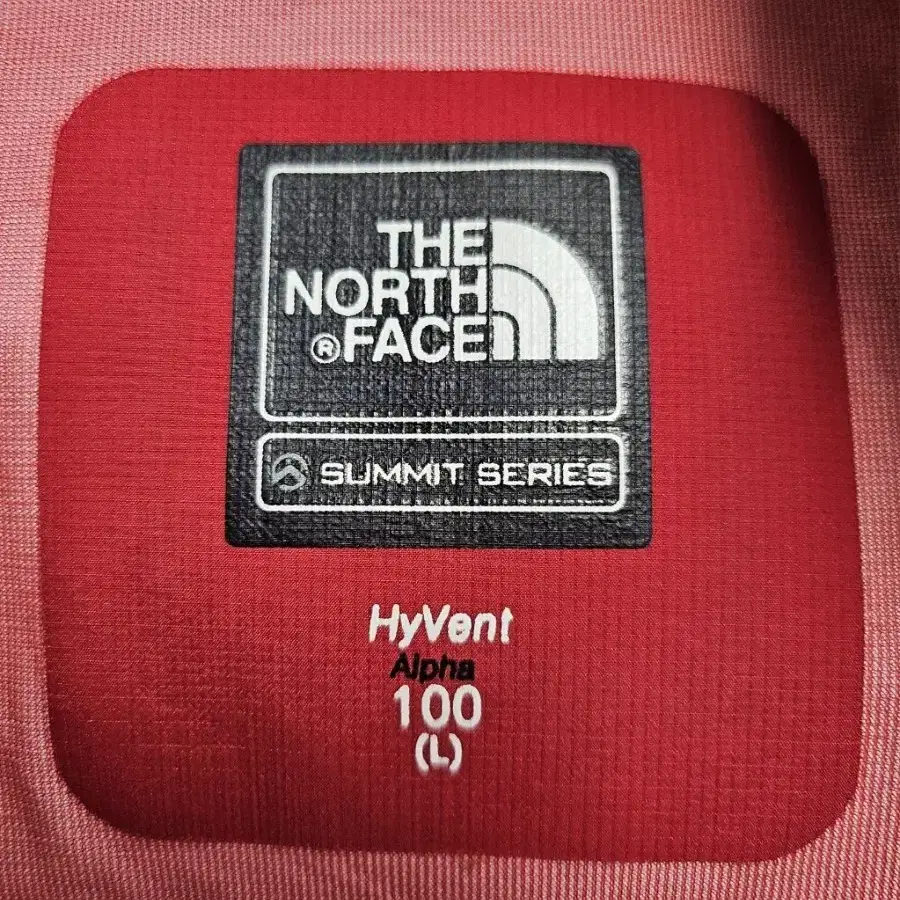 THE
NORTH
®FACE
SUMMIT SERIES
HyVent
Alpha
100
(L)